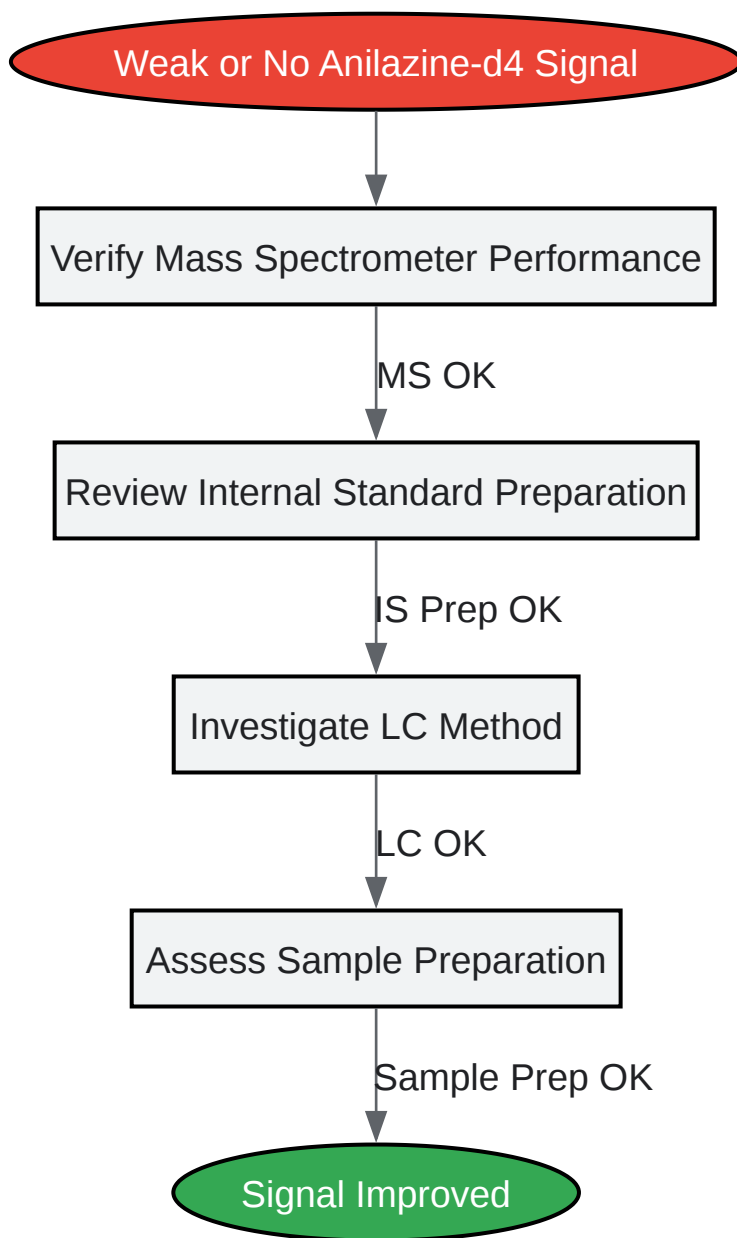 Weak or No Anilazine-d4 Signal
Verify Mass Spectrometer Performance
MS OK
Review Internal Standard Preparation
IS Prep OK
Investigate LC Method
LC OK
Assess Sample Preparation
Sample Prep OK
Signal Improved